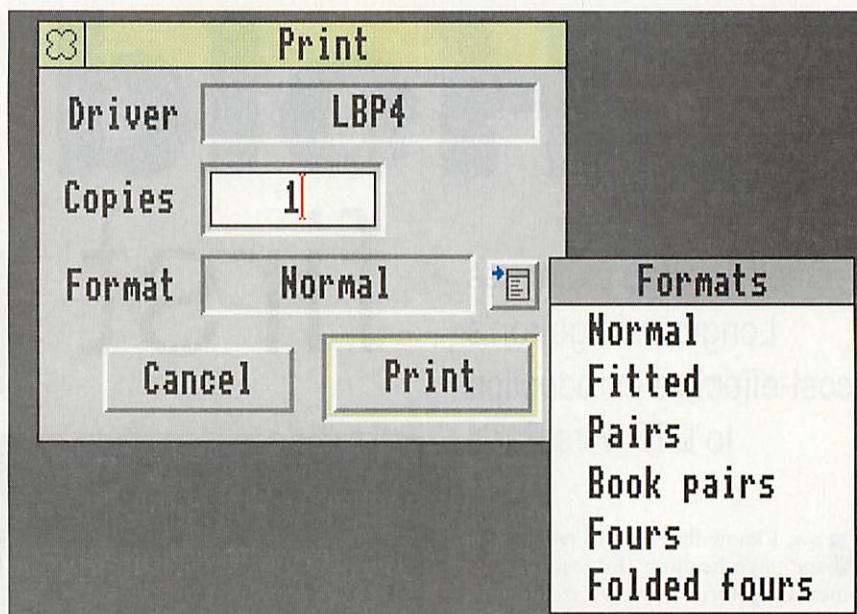 Print
Driver LBP4
Copies 1
Format Normal
Cancel Print
Formats
Normal
Fitted
Pairs
Book pairs
Fours
Folded fours